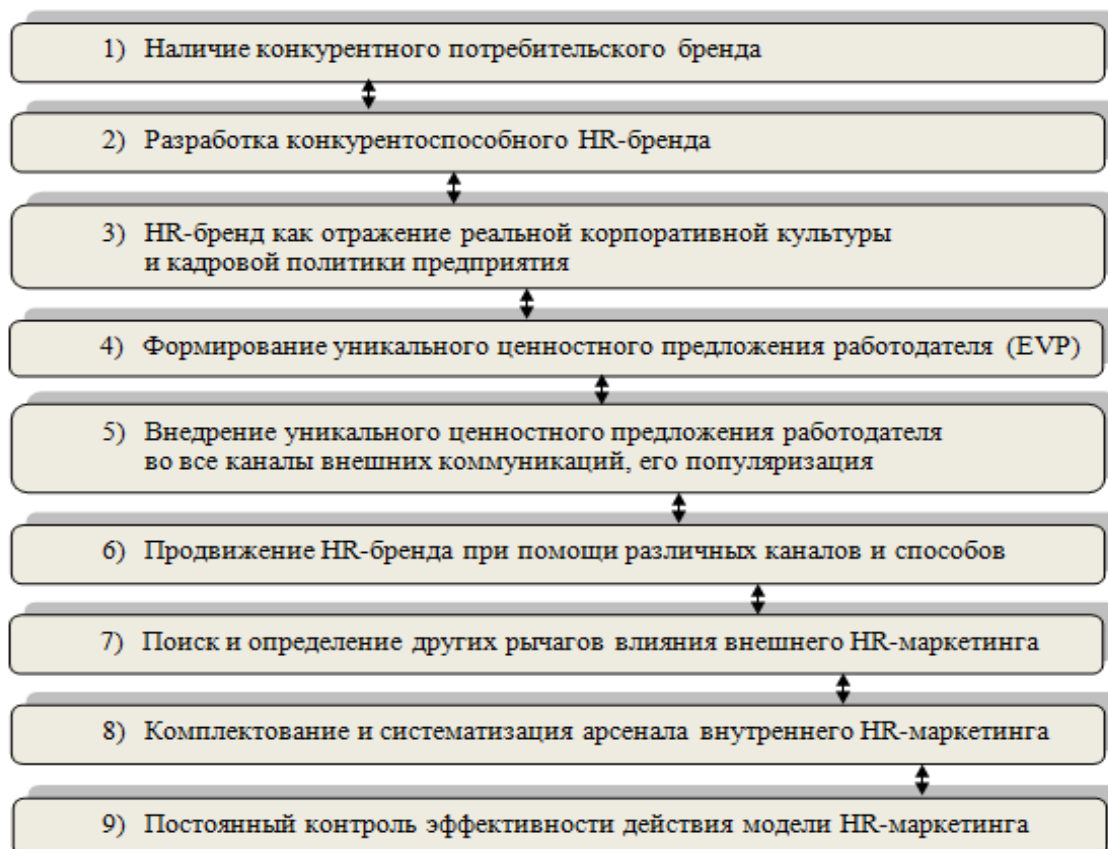 1) Наличие конкурентного потребительского бренда
2) Разработка конкурентоспособного HR-бренда
3) HR-бренд как отражение реальной корпоративной культуры
и кадровой политики предприятия
4) Формирование уникального ценностного предложения работодателя (EVP)
5) Внедрение уникального ценностного предложения работодателя
во все каналы внешних коммуникаций, его популяризация
6) Продвижение HR-бренда при помощи различных каналов и способов
7) Поиск и определение других рычагов влияния внешнего HR-маркетинга
8) Комплектование и систематизация арсенала внутреннего HR-маркетинга
9) Постоянный контроль эффективности действия модели HR-маркетинга